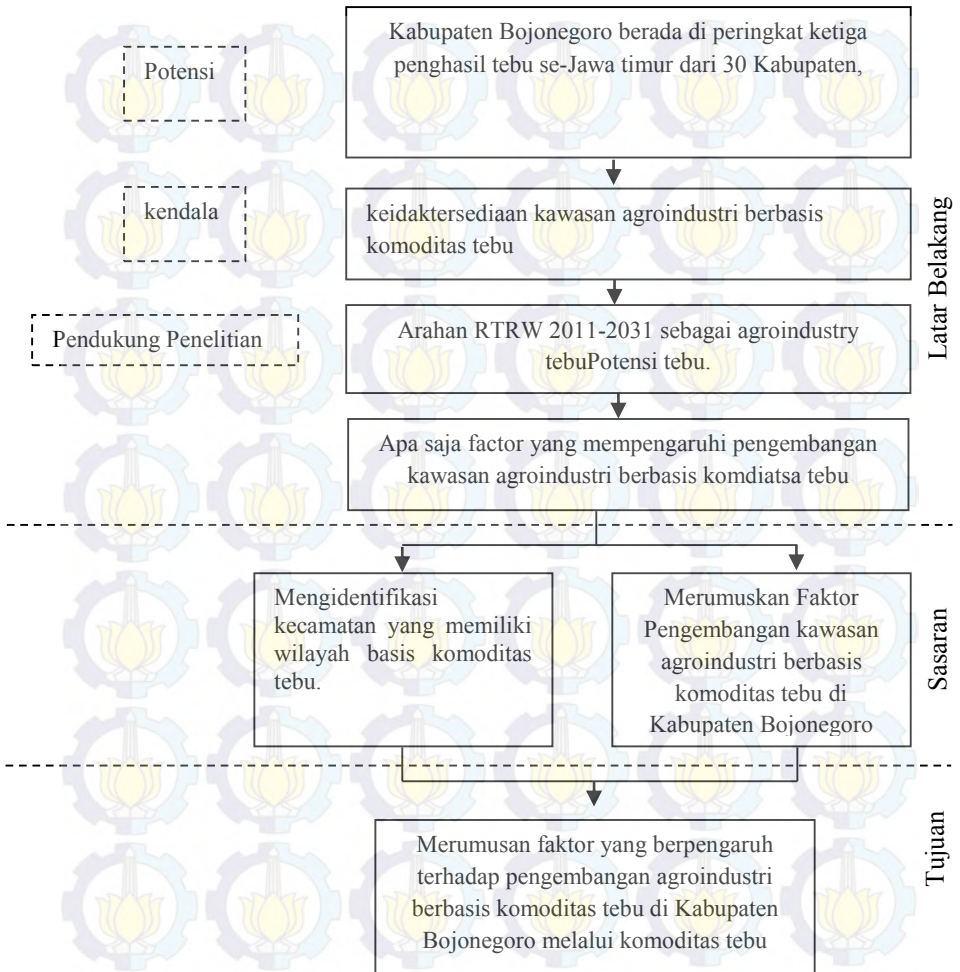 Kabupaten Bojonegoro berada di peringkat ketiga
penghasil tebu se-Jawa timur dari 30 Kabupaten,
Potensi
kendala
keidaktersediaan kawasan agroindustri berbasis
komoditas tebu
Latar Belakang
Pendukung Penelitian
Arahan RTRW 2011-2031 sebagai agroindustry
tebuPotensi tebu.
Apa saja factor yang mempengaruhi pengembangan
kawasan agroindustri berbasis komdiatsa tebu
Mengidentifikasi
kecamatan yang memiliki
wilayah basis komoditas
tebu.
Merumuskan Faktor
Pengembangan kawasan
agroindustri berbasis
komoditas tebu di
Kabupaten Bojonegoro
Sasaran
Merumusan faktor yang berpengaruh
terhadap pengembangan agroindustri
berbasis komoditas tebu di Kabupaten
Bojonegoro melalui komoditas tebu
Tujuan